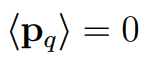 ⟨𝐩_q⟩ = 0